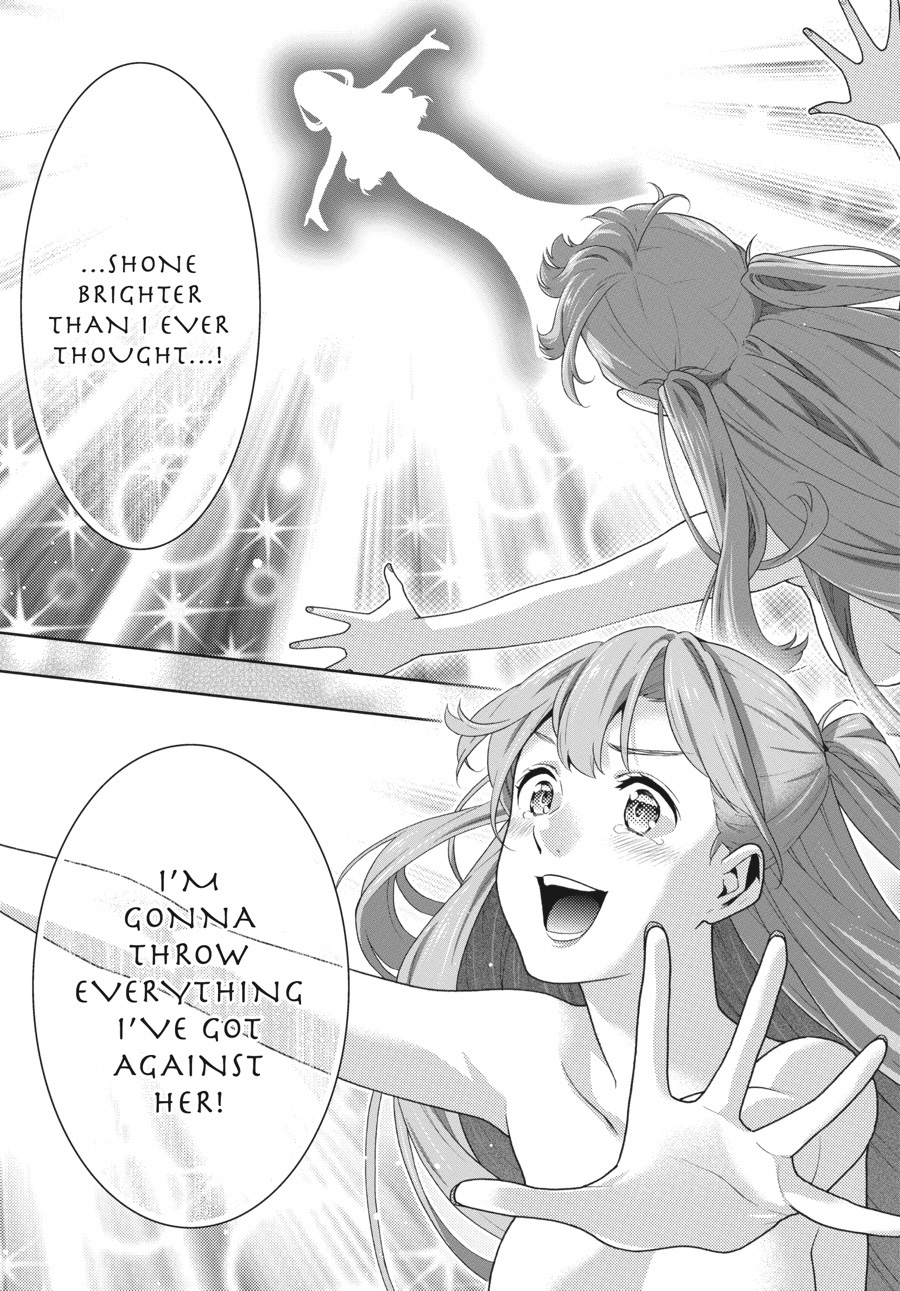 ...SHONE
BRIGHTER
THAN I EVER
THOUGHT...!
I'M
GONNA
THROW
EVERYTHING
I'VE GOT
AGAINST
HER!